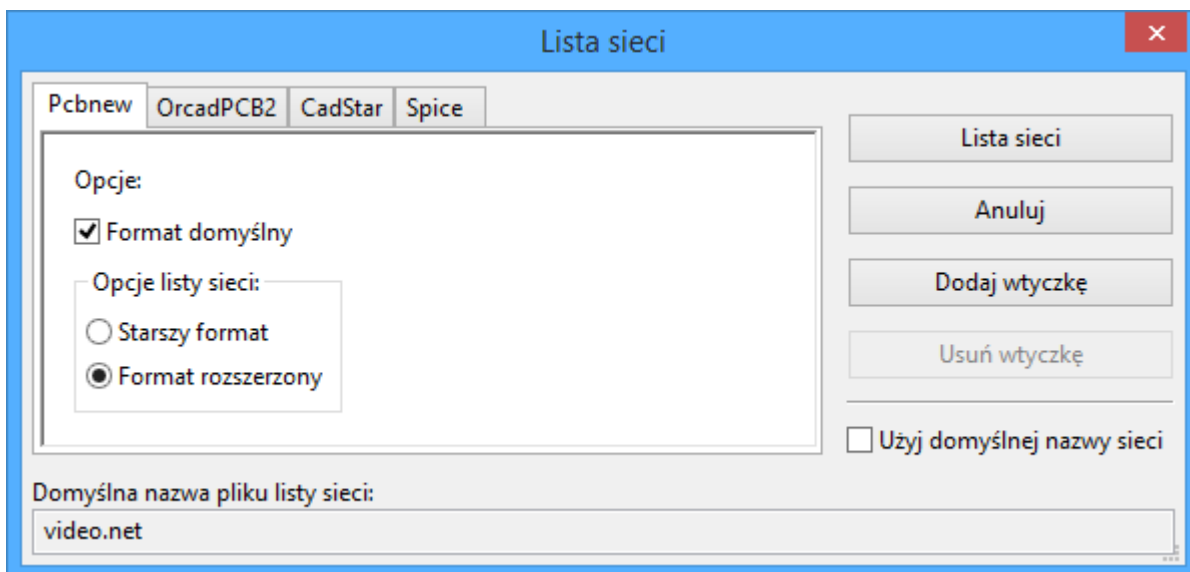 Lista sieci
Pcbnew OrcadPCB2 CadStar Spice
Opcje:
Format domyślny
Opcje listy sieci:
Starszy format
Format rozszerzony
Lista sieci
Anuluj
Dodaj wtyczkę
Usuń wtyczkę
Użyj domyślnej nazwy sieci
Domyślna nazwa pliku listy sieci:
video.net